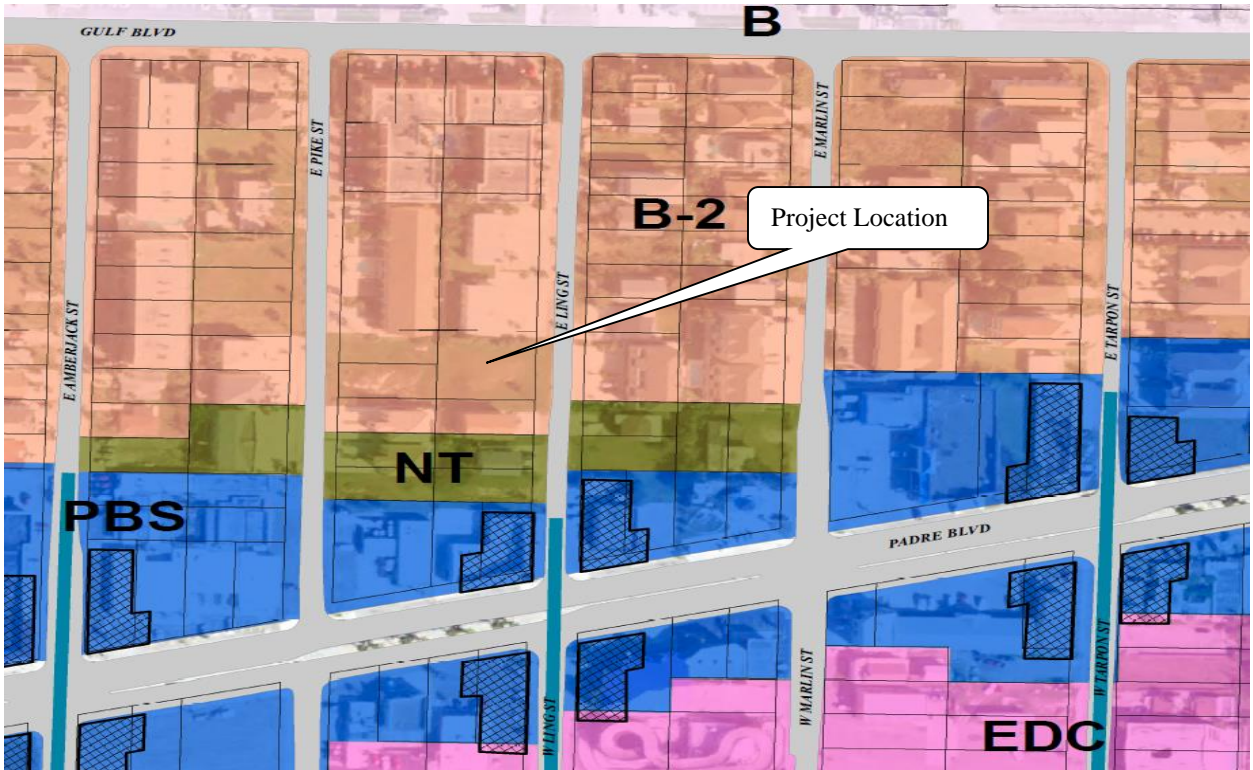 B
GULF BLVD
E PIKE ST
E MARLIN ST
B-2
Project Location
E LING ST
E AMBERJACK ST
E TARPON ST
NT
PBS
PADRE BLVD
W LING ST
W MARLIN ST
W TARPON ST
EDC